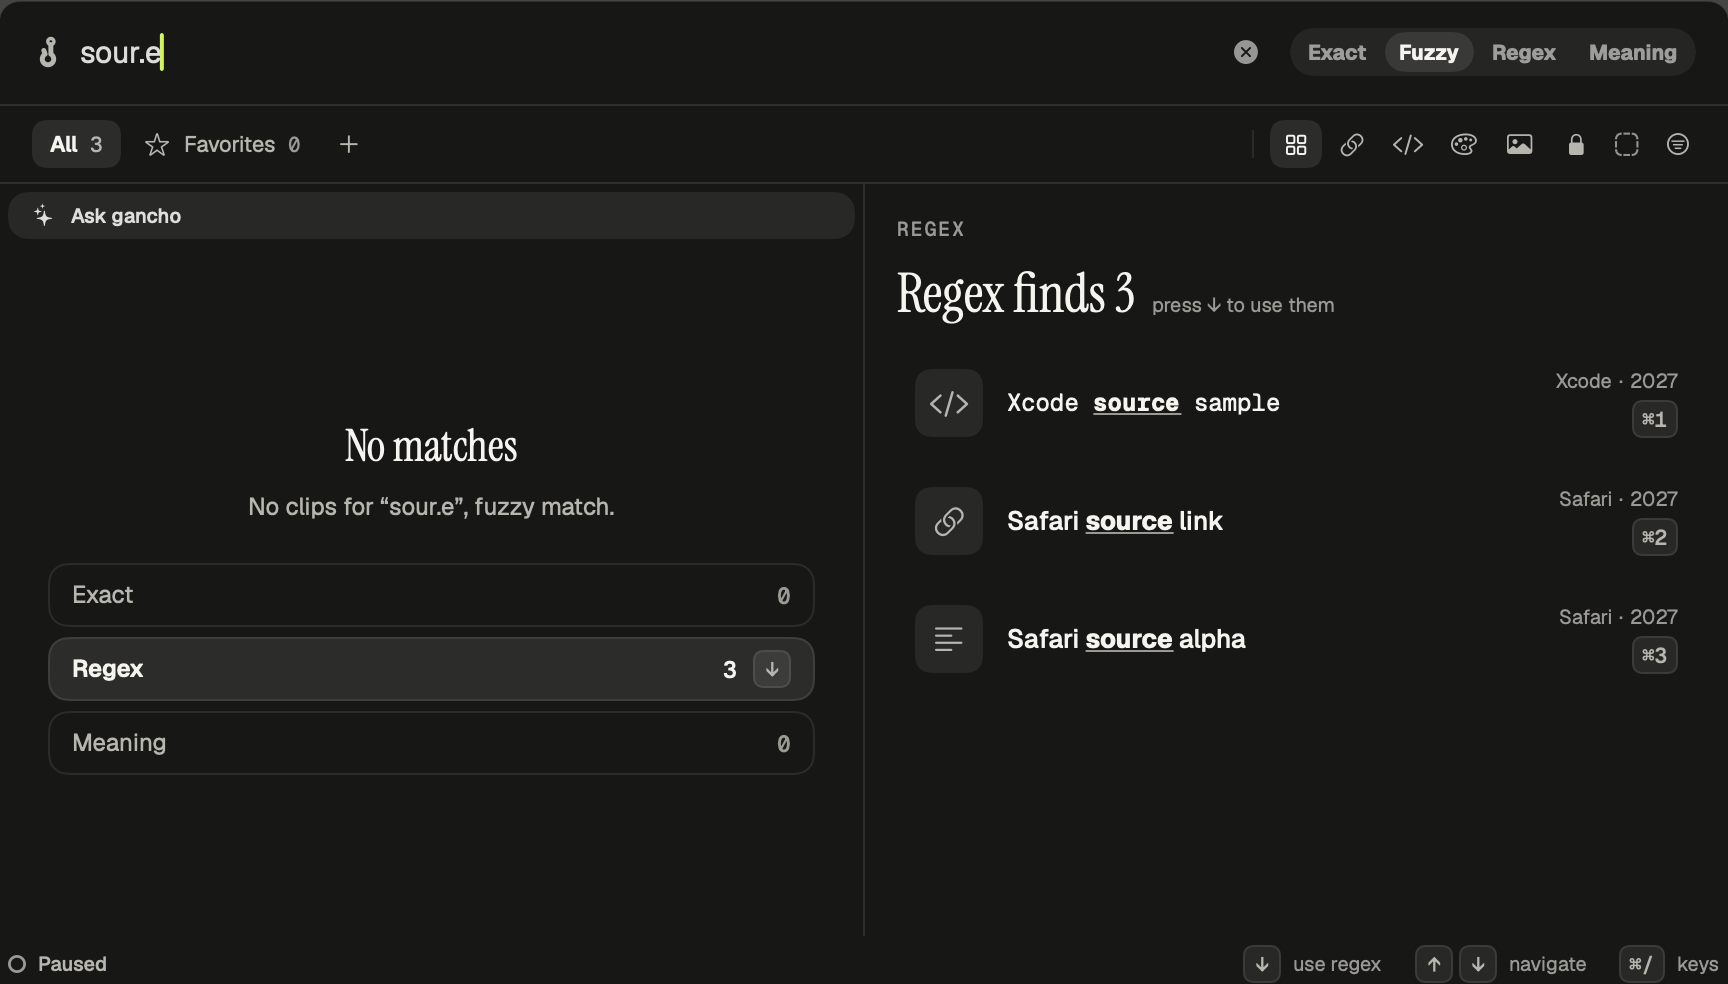 sour.e
Exact Fuzzy Regex Meaning
All 3 Favorites 0
Ask gancho
No matches
No clips for “sour.e”, fuzzy match.
Exact 0
Regex 3
Meaning 0
REGEX
Regex finds 3 press ↓ to use them
Xcode source sample
Xcode · 2027
⌘1
Safari source link
Safari · 2027
⌘2
Safari source alpha
Safari · 2027
⌘3
Paused
↓ use regex ↑ ↓ navigate ⌘/ keys